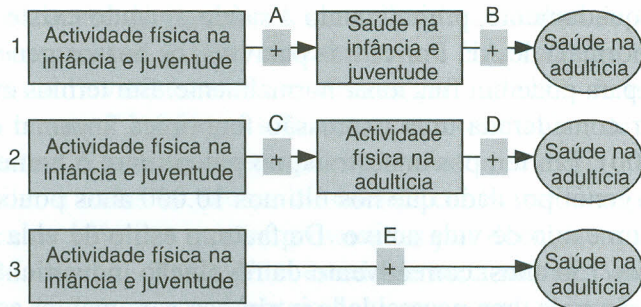 A B
1 Actividade física na
infância e juventude + Saúde na
infância e
juventude + Saúde na
adultícia
C D
2 Actividade física na
infância e juventude + Actividade
física na
adultícia + Saúde na
adultícia
E
3 Actividade física na
infância e juventude + Saúde na
adultícia